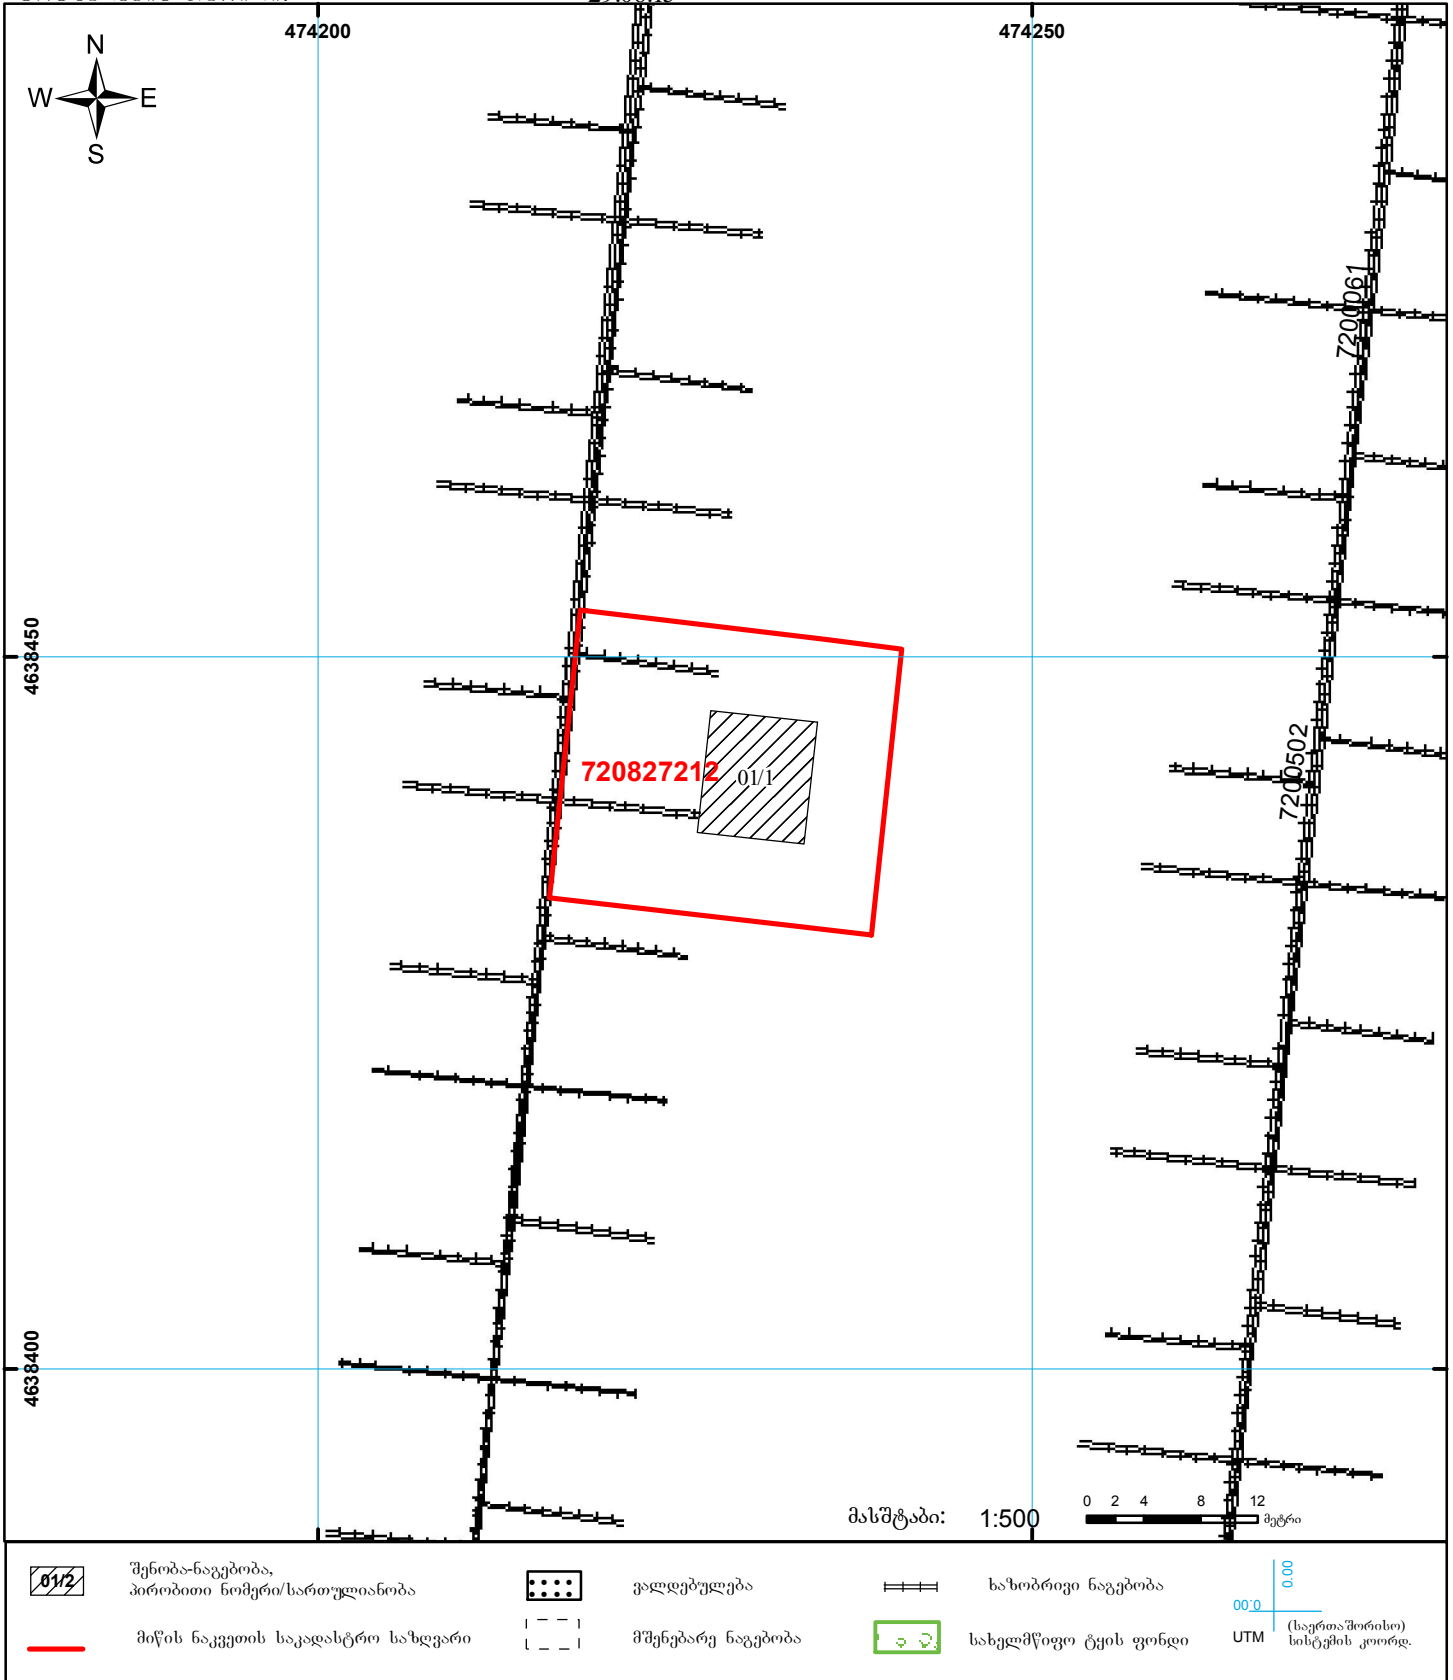 474200
474250
N
W E
S
7200061
4638450
720827212
01/1
7200502
4638400
მასშტაბი: 1:500
0 2 4 8 12
მეტრი
01/2
შენობა-ნაგებობა,
პირობითი ნომერი/სართულიანობა
ვალდებულება
ხაზობრივი ნაგებობა
0.00
00.0
მიწის ნაკვეთის საკადასტრო საზღვარი
მშენებარე ნაგებობა
სახელმწიფო ტყის ფონდი
UTM
(საერთაშორისო)
სისტემის კოორდ.